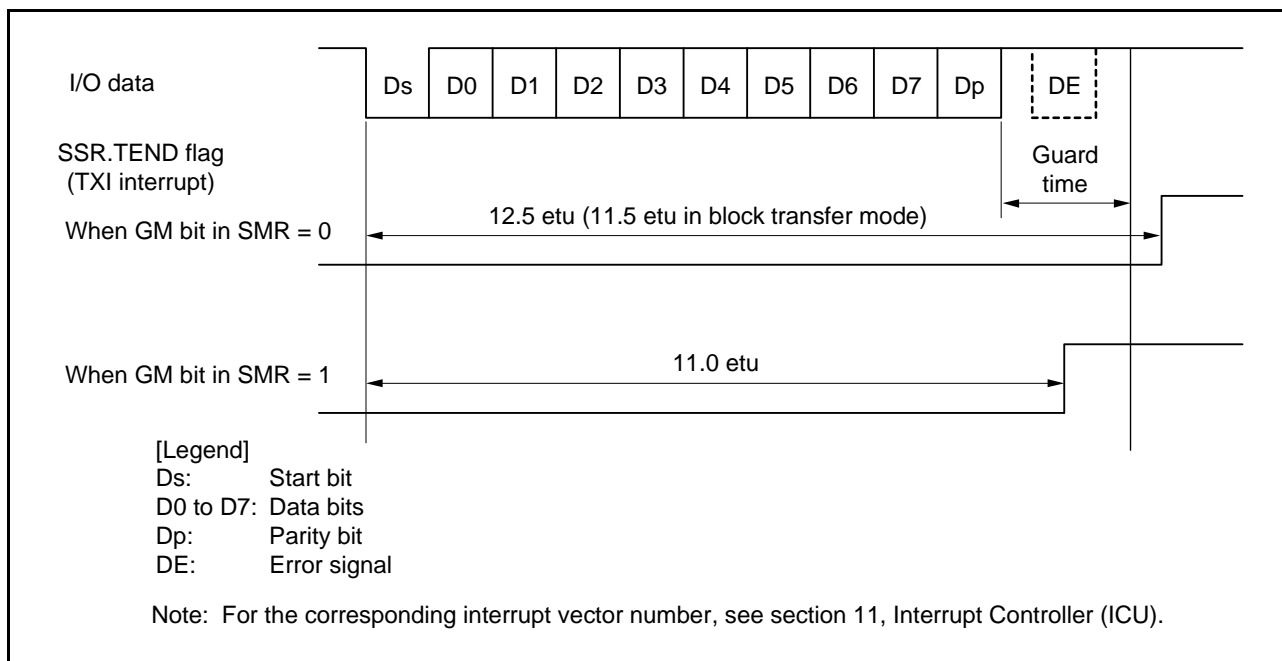 I/O data
Ds D0 D1 D2 D3 D4 D5 D6 D7 Dp DE
SSR.TEND flag
(TXI interrupt)
Guard
time
When GM bit in SMR = 0
12.5 etu (11.5 etu in block transfer mode)
When GM bit in SMR = 1
11.0 etu
[Legend]
Ds: Start bit
D0 to D7: Data bits
Dp: Parity bit
DE: Error signal
Note: For the corresponding interrupt vector number, see section 11, Interrupt Controller (ICU).